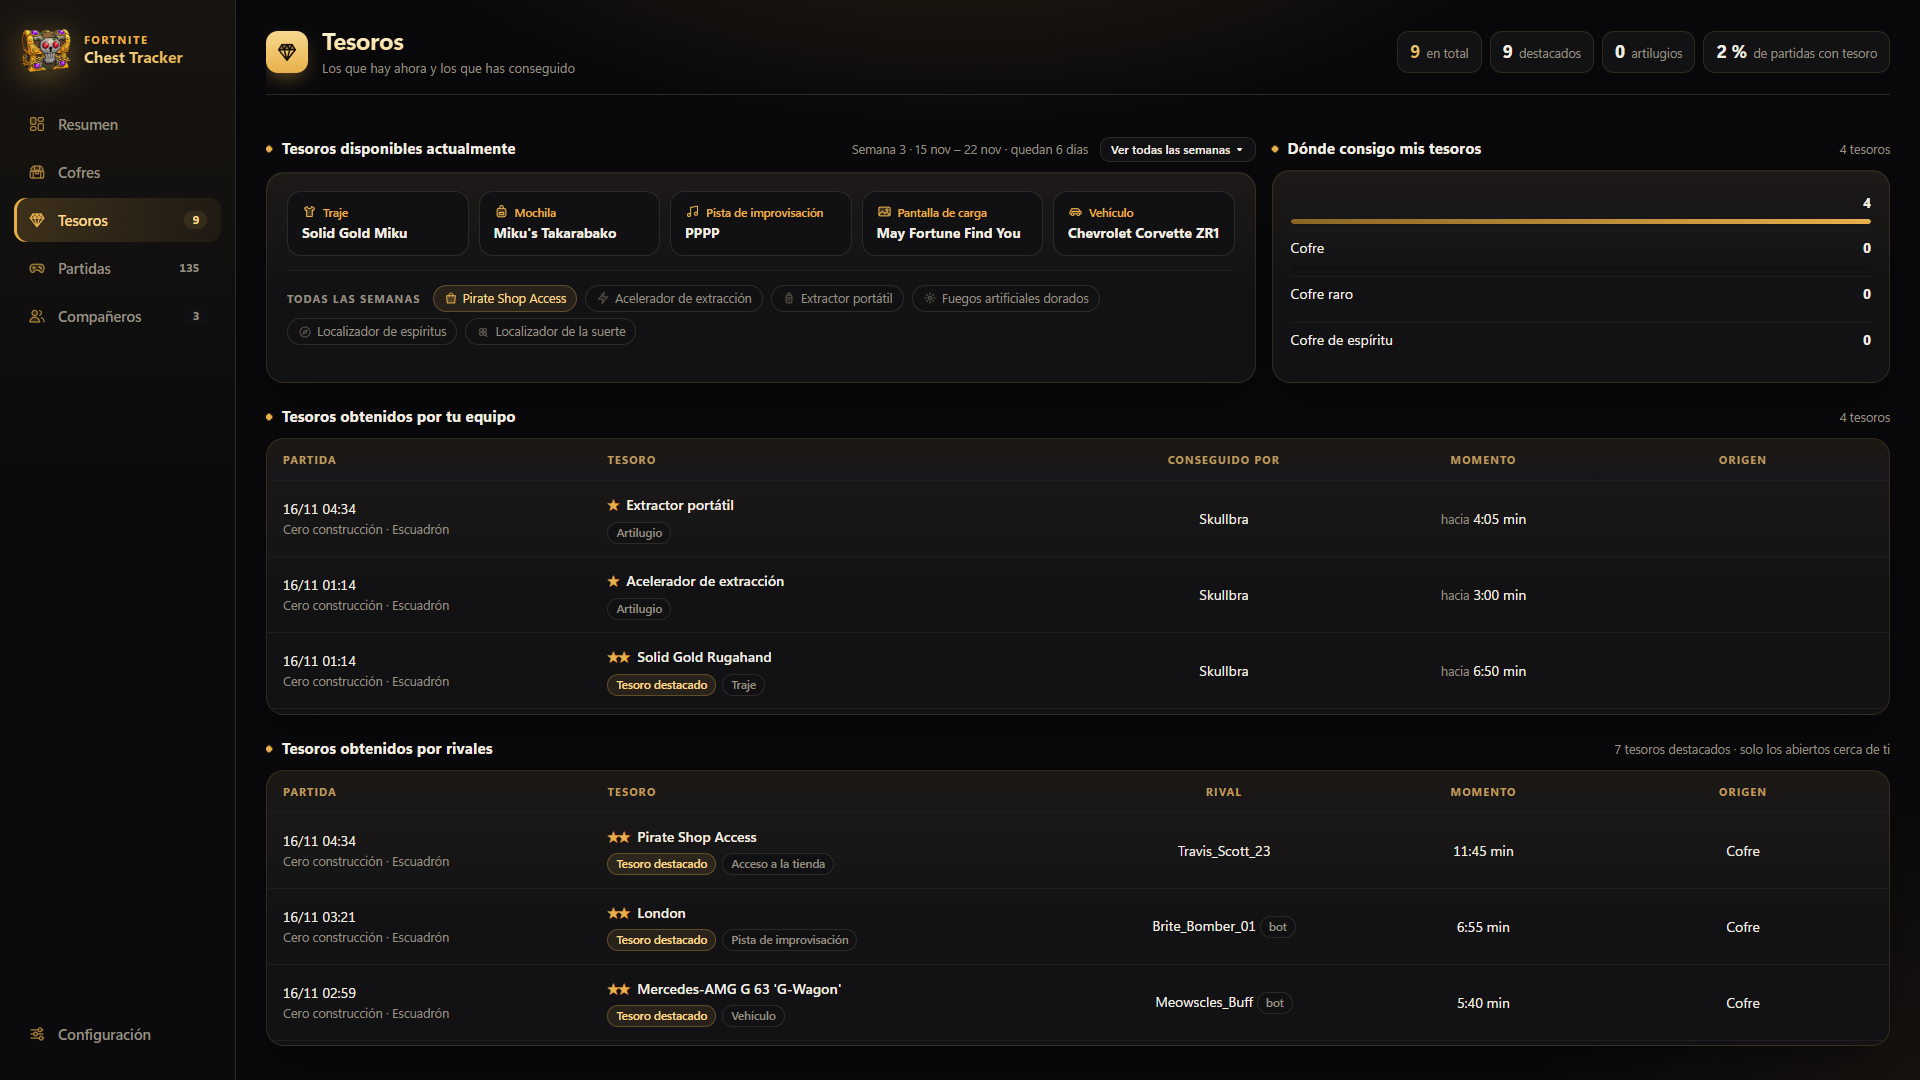 FORTNITE
Chest Tracker
Resumen
Cofres
Tesoros 9
Partidas 135
Compañeros 3
Configuración
Tesoros
Los que hay ahora y los que has conseguido
9 en total
9 destacados
0 artilugios
2 % de partidas con tesoro
Tesoros disponibles actualmente
Semana 3 · 15 nov – 22 nov · quedan 6 días
Ver todas las semanas
Traje
Solid Gold Miku
Mochila
Miku's Takarabako
Pista de improvisación
PPPP
Pantalla de carga
May Fortune Find You
Vehículo
Chevrolet Corvette ZR1
TODAS LAS SEMANAS
Pirate Shop Access
Acelerador de extracción
Extractor portátil
Fuegos artificiales dorados
Localizador de espíritus
Localizador de la suerte
Dónde consigo mis tesoros
4 tesoros
4
Cofre 0
Cofre raro 0
Cofre de espíritu 0
Tesoros obtenidos por tu equipo
4 tesoros
PARTIDA TESORO CONSEGUIDO POR MOMENTO ORIGEN
16/11 04:34
Cero construcción · Escuadrón
Extractor portátil
Artilugio
Skullbra
hacia 4:05 min
16/11 01:14
Cero construcción · Escuadrón
Acelerador de extracción
Artilugio
Skullbra
hacia 3:00 min
16/11 01:14
Cero construcción · Escuadrón
Solid Gold Rugahand
Tesoro destacado Traje
Skullbra
hacia 6:50 min
Tesoros obtenidos por rivales
7 tesoros destacados · solo los abiertos cerca de ti
PARTIDA TESORO RIVAL MOMENTO ORIGEN
16/11 04:34
Cero construcción · Escuadrón
Pirate Shop Access
Tesoro destacado Acceso a la tienda
Travis_Scott_23
11:45 min
Cofre
16/11 03:21
Cero construcción · Escuadrón
London
Tesoro destacado Pista de improvisación
Brite_Bomber_01 bot
6:55 min
Cofre
16/11 02:59
Cero construcción · Escuadrón
Mercedes-AMG G 63 'G-Wagon'
Tesoro destacado Vehículo
Meowscles_Buff bot
5:40 min
Cofre